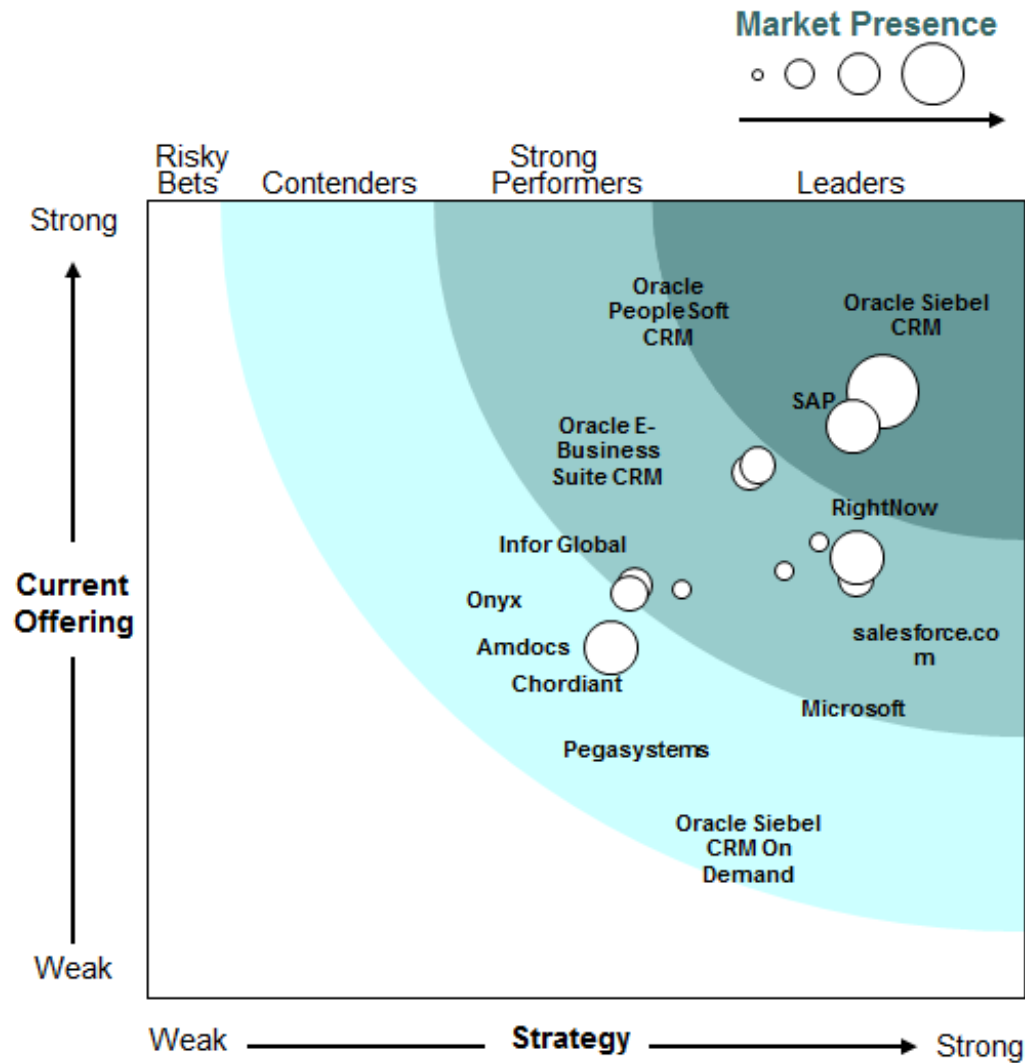 Market Presence
Risky
Bets
Contenders
Strong
Performers
Leaders
Strong
Oracle
PeopleSoft
CRM
Oracle Siebel
CRM
SAP
Oracle E-
Business
Suite CRM
RightNow
Infor Global
Current
Offering
Onyx
salesforce.co
m
Amdocs
Chordiant
Microsoft
Pegasystems
Oracle Siebel
CRM On
Demand
Weak
Weak
Strategy
Strong